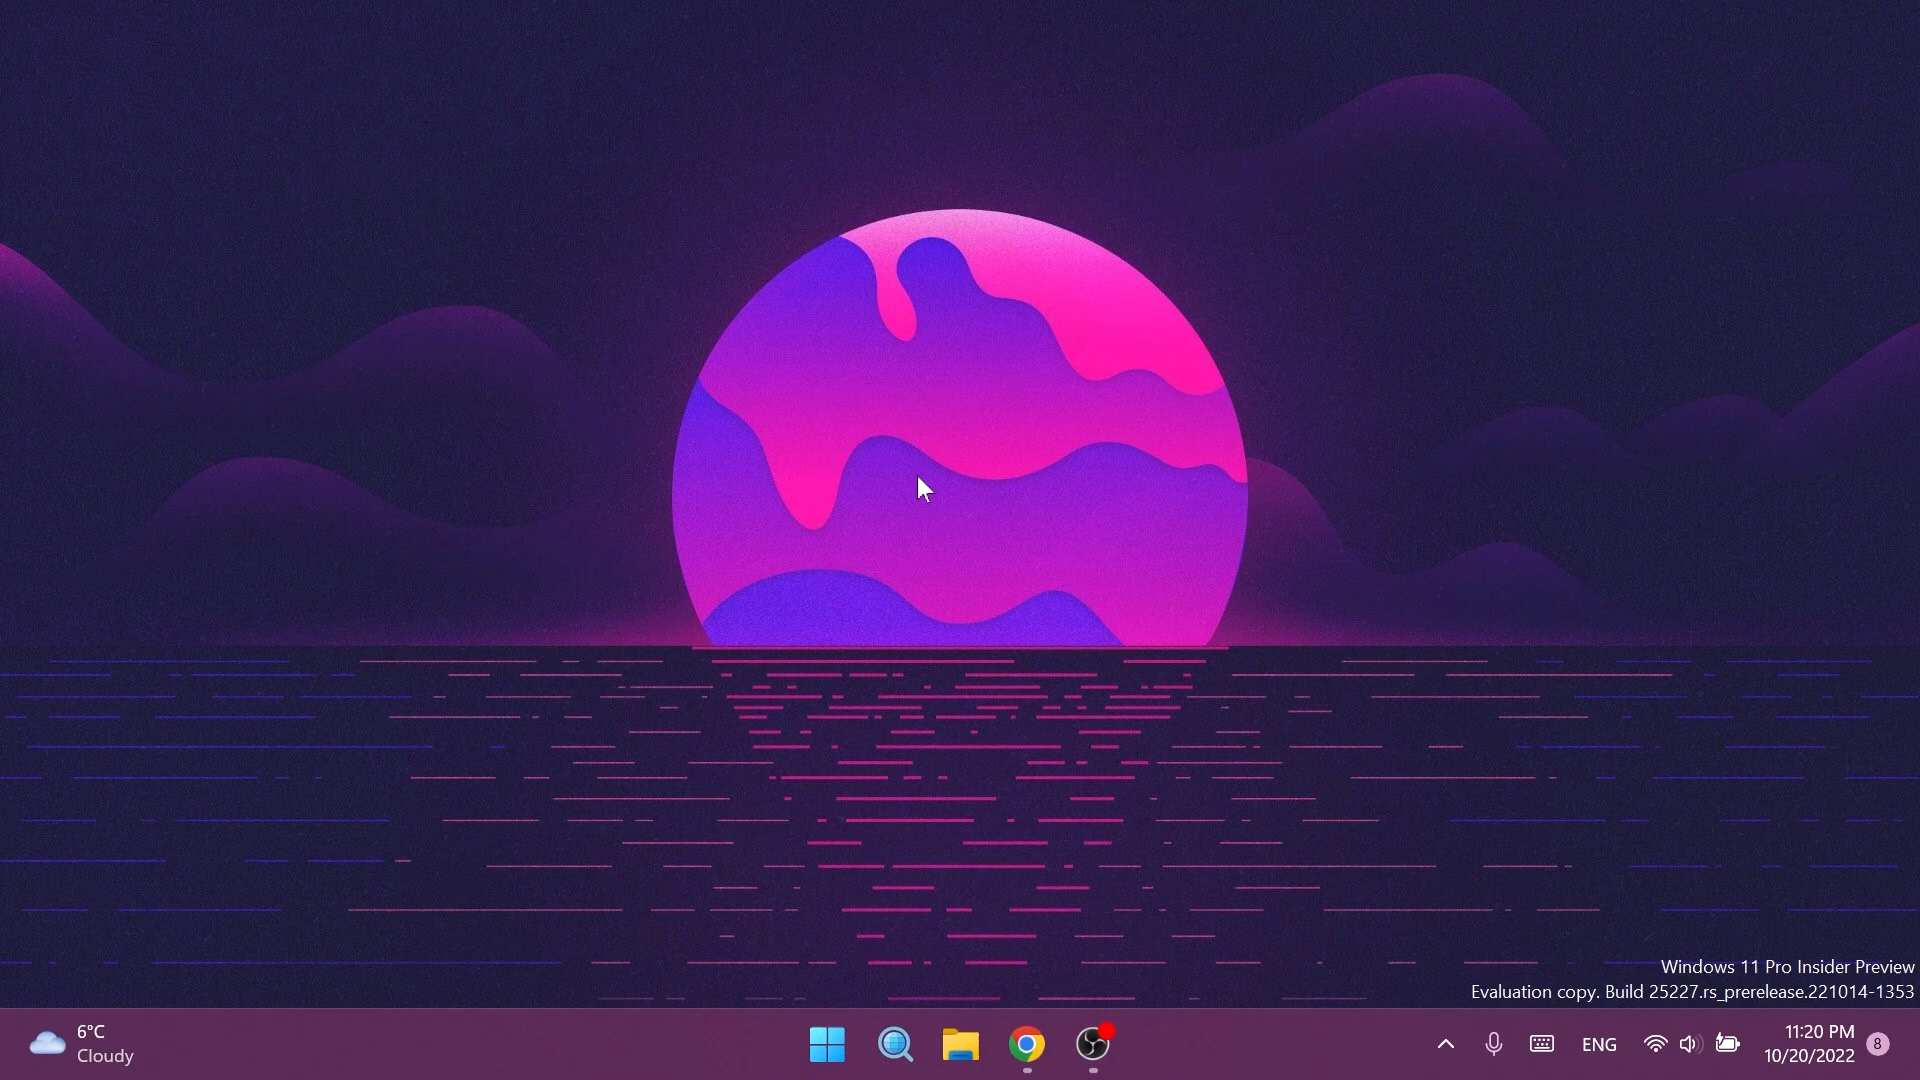 Windows 11 Pro Insider Preview
Evaluation copy. Build 25227.rs_prerelease.221014-1353
6°C
Cloudy
ENG
11:20 PM
10/20/2022
8